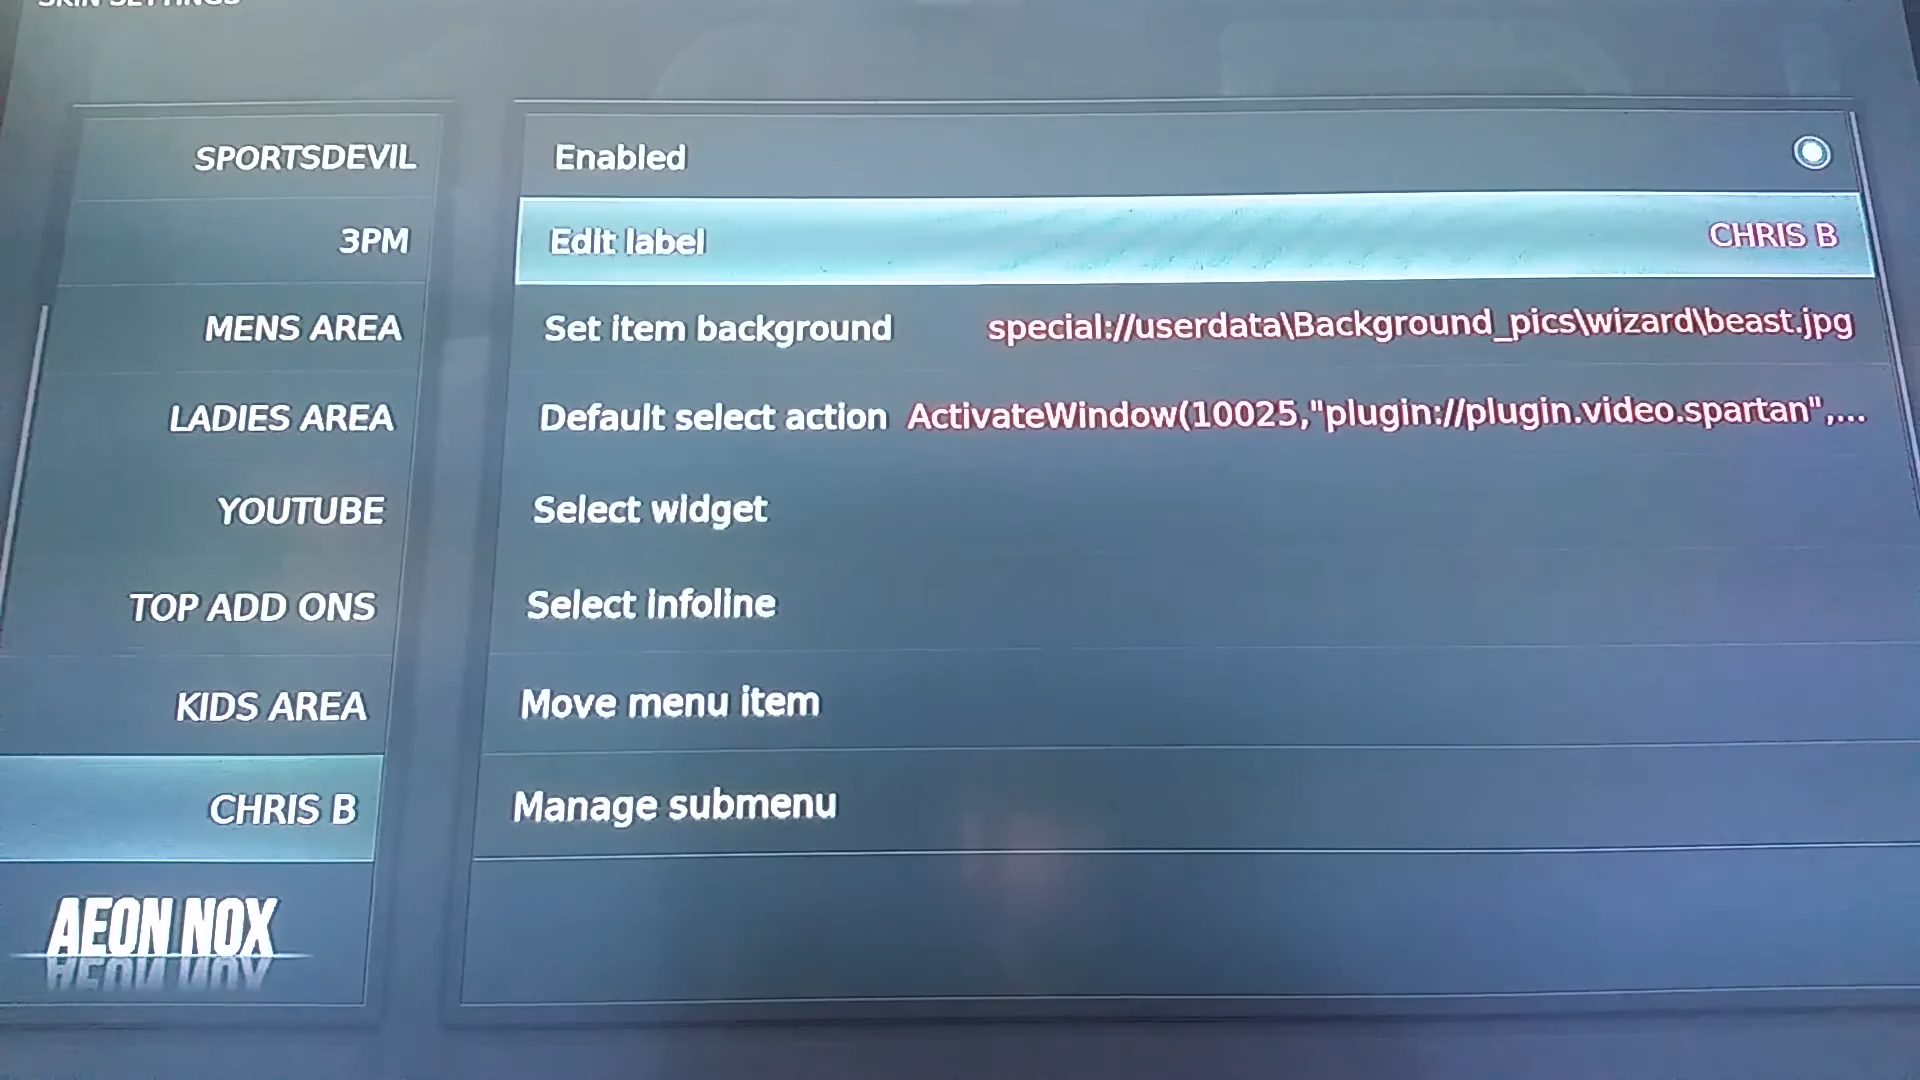 SKIN SETTINGS
SPORTSDEVIL
3PM
MENS AREA
LADIES AREA
YOUTUBE
TOP ADD ONS
KIDS AREA
CHRIS B
AEON NOX
Enabled
Edit label CHRIS B
Set item background special://userdata\Background_pics\wizard\beast.jpg
Default select action ActivateWindow(10025,"plugin://plugin.video.spartan",...
Select widget
Select infoline
Move menu item
Manage submenu